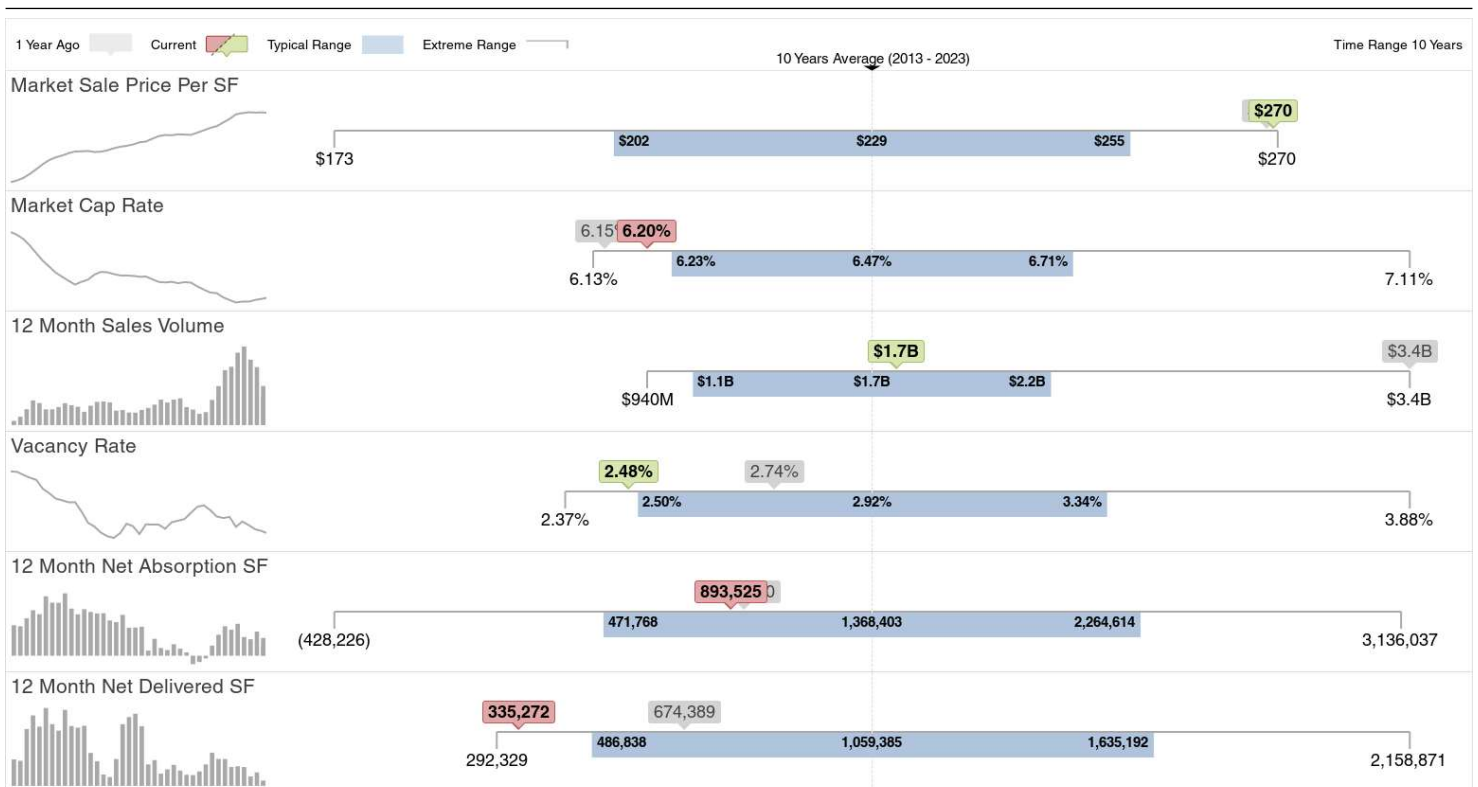 1 Year Ago Current Typical Range Extreme Range Time Range 10 Years
10 Years Average (2013 - 2023)
Market Sale Price Per SF
$270
$202 $229 $255
$173 $270
Market Cap Rate
6.15% 6.20%
6.23% 6.47% 6.71%
6.13% 7.11%
12 Month Sales Volume
$1.7B $3.4B
$1.1B $1.7B $2.2B
$940M $3.4B
Vacancy Rate
2.48% 2.74%
2.50% 2.92% 3.34%
2.37% 3.88%
12 Month Net Absorption SF
893,525
471,768 1,368,403 2,264,614
(428,226) 3,136,037
12 Month Net Delivered SF
335,272 674,389
486,838 1,059,385 1,635,192
292,329 2,158,871